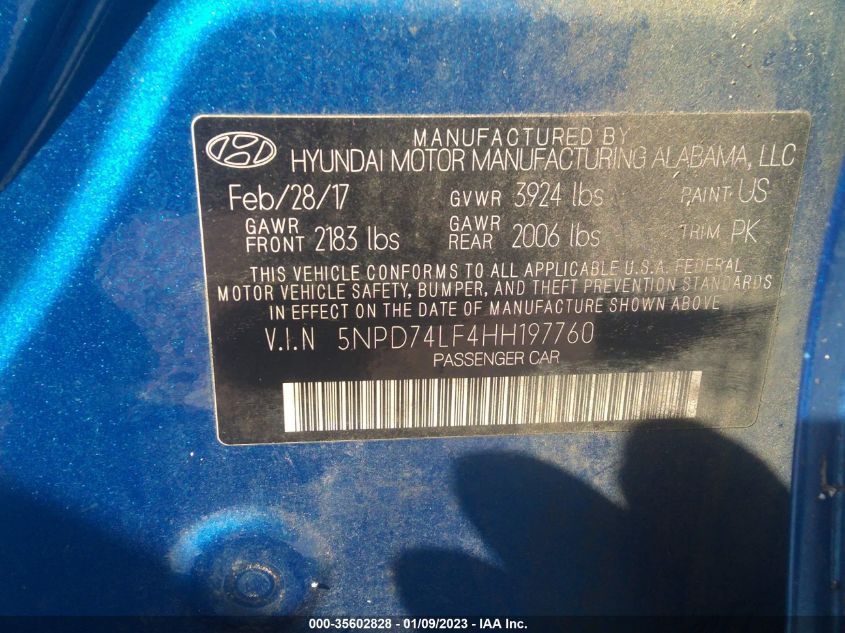 MANUFACTURED BY
HYUNDAI MOTOR MANUFACTURING ALABAMA, LLC
Feb/28/17 GVWR 3924 lbs PAINT US
GAWR FRONT 2183 lbs GAWR REAR 2006 lbs TRIM PK
THIS VEHICLE CONFORMS TO ALL APPLICABLE U.S.A. FEDERAL
MOTOR VEHICLE SAFETY, BUMPER, AND THEFT PREVENTION STANDARDS
IN EFFECT ON THE DATE OF MANUFACTURE SHOWN ABOVE
V.I.N 5NPD74LF4HH197760
PASSENGER CAR
000-35602828 - 01/09/2023 - IAA Inc.